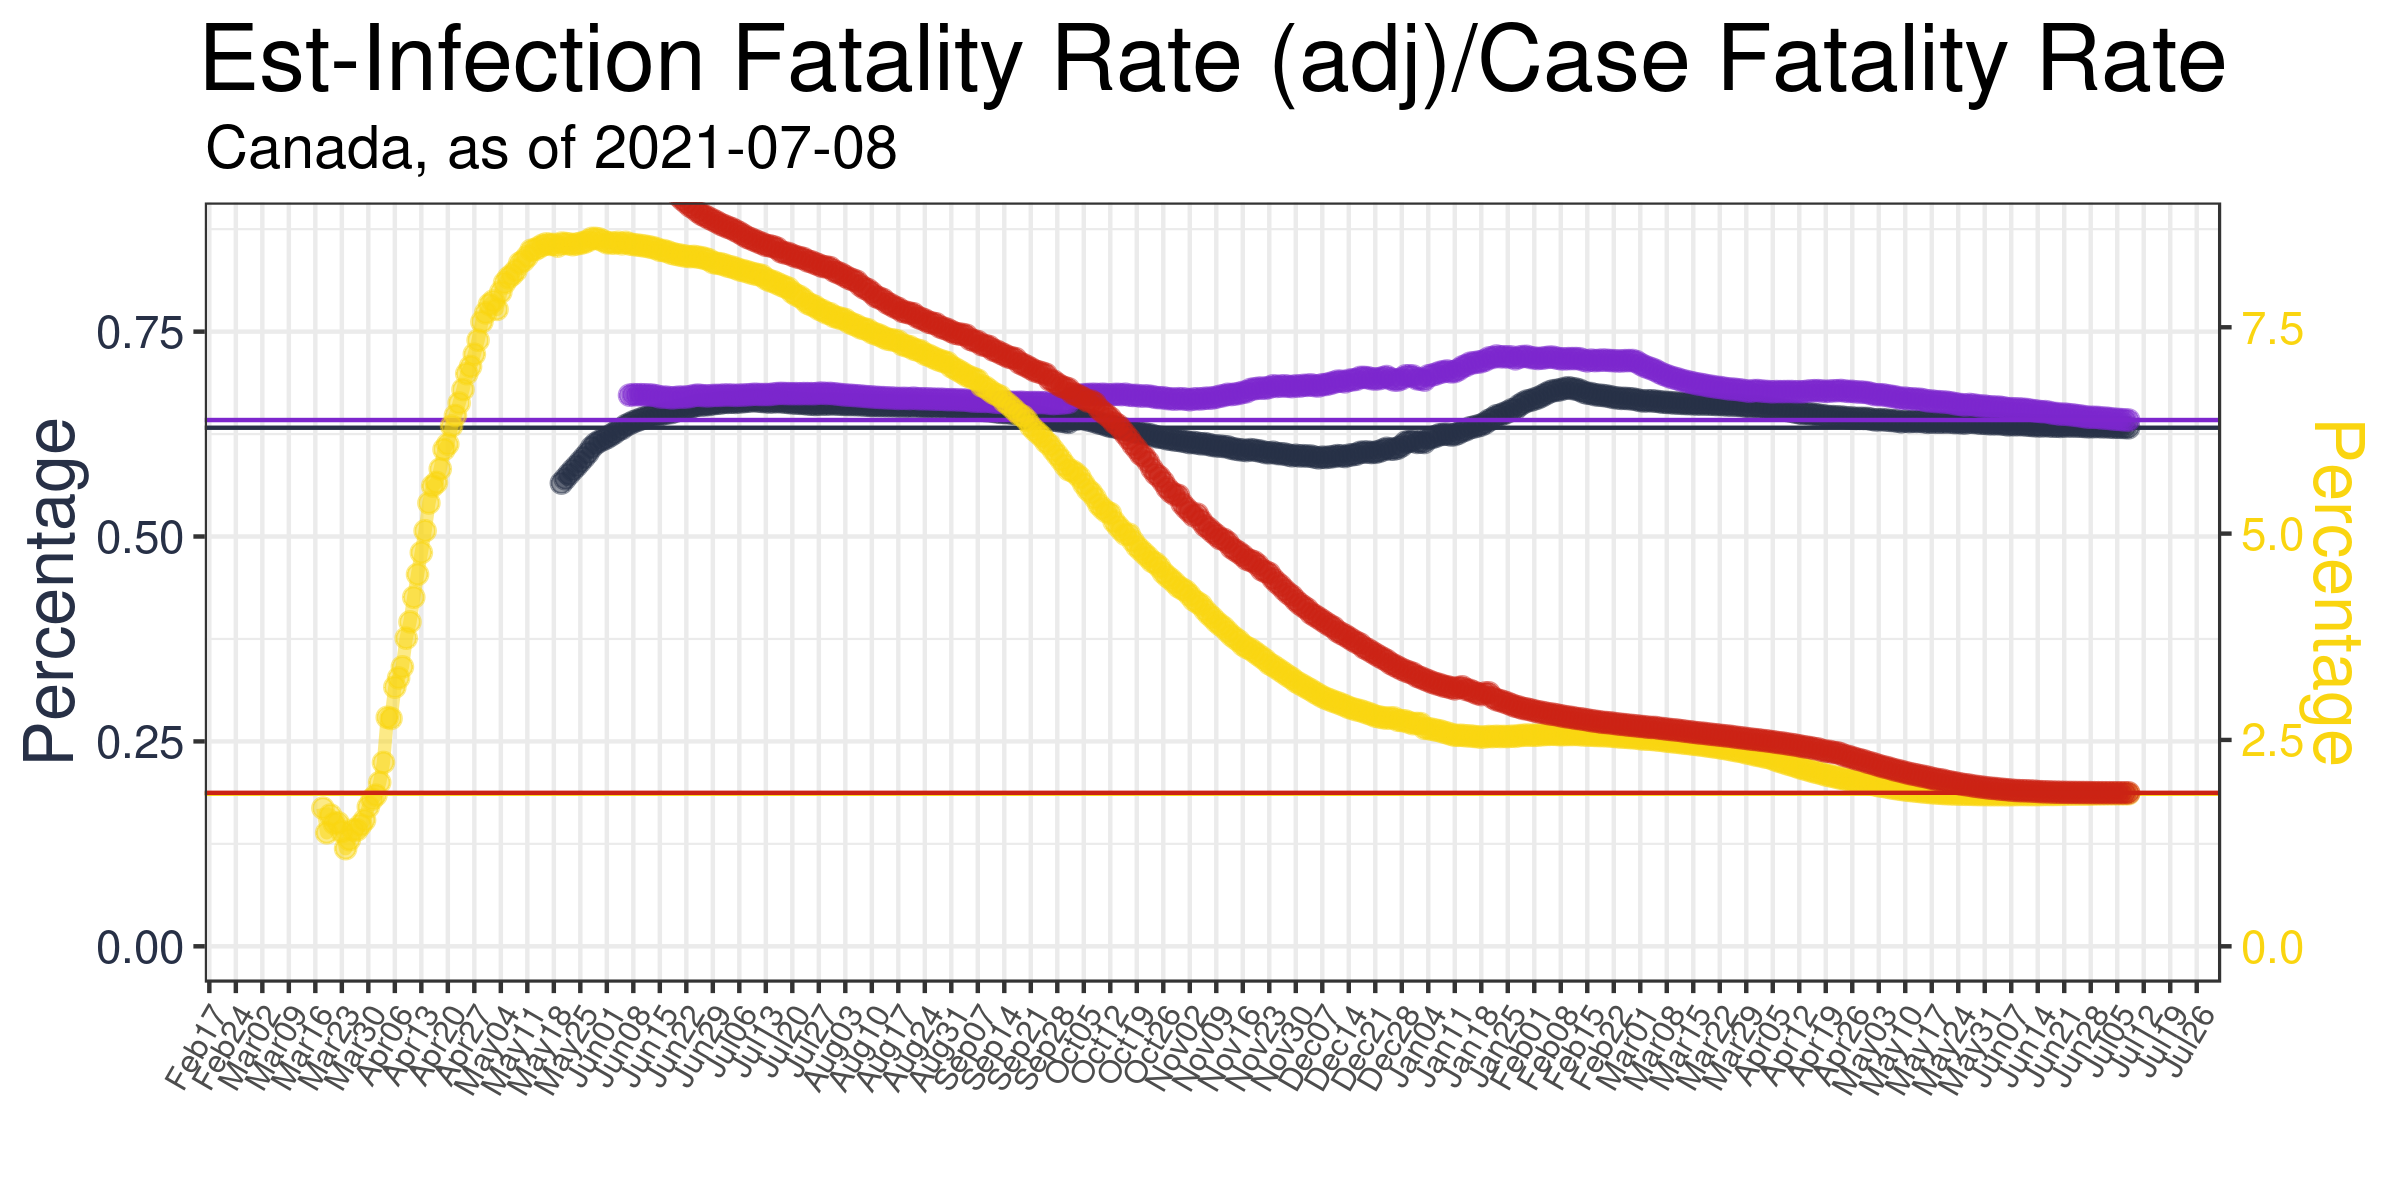 Est-Infection Fatality Rate (adj)/Case Fatality Rate
Canada, as of 2021-07-08
Percentage
0.75
0.50
0.25
0.00
7.5
5.0
2.5
0.0
Percentage
Feb17
Feb24
Mar02
Mar09
Mar16
Mar23
Mar30
Apr06
Apr13
Apr20
Apr27
May04
May11
May18
May25
Jun01
Jun08
Jun15
Jun22
Jun29
Jul06
Jul13
Jul20
Jul27
Aug03
Aug10
Aug17
Aug24
Aug31
Sep07
Sep14
Sep21
Sep28
Oct05
Oct12
Oct19
Oct26
Nov02
Nov09
Nov16
Nov23
Nov30
Dec07
Dec14
Dec21
Dec28
Jan04
Jan11
Jan18
Jan25
Feb01
Feb08
Feb15
Feb22
Mar01
Mar08
Mar15
Mar22
Mar29
Apr05
Apr12
Apr19
Apr26
May03
May10
May17
May24
May31
Jun07
Jun14
Jun21
Jun28
Jul05
Jul12
Jul19
Jul26